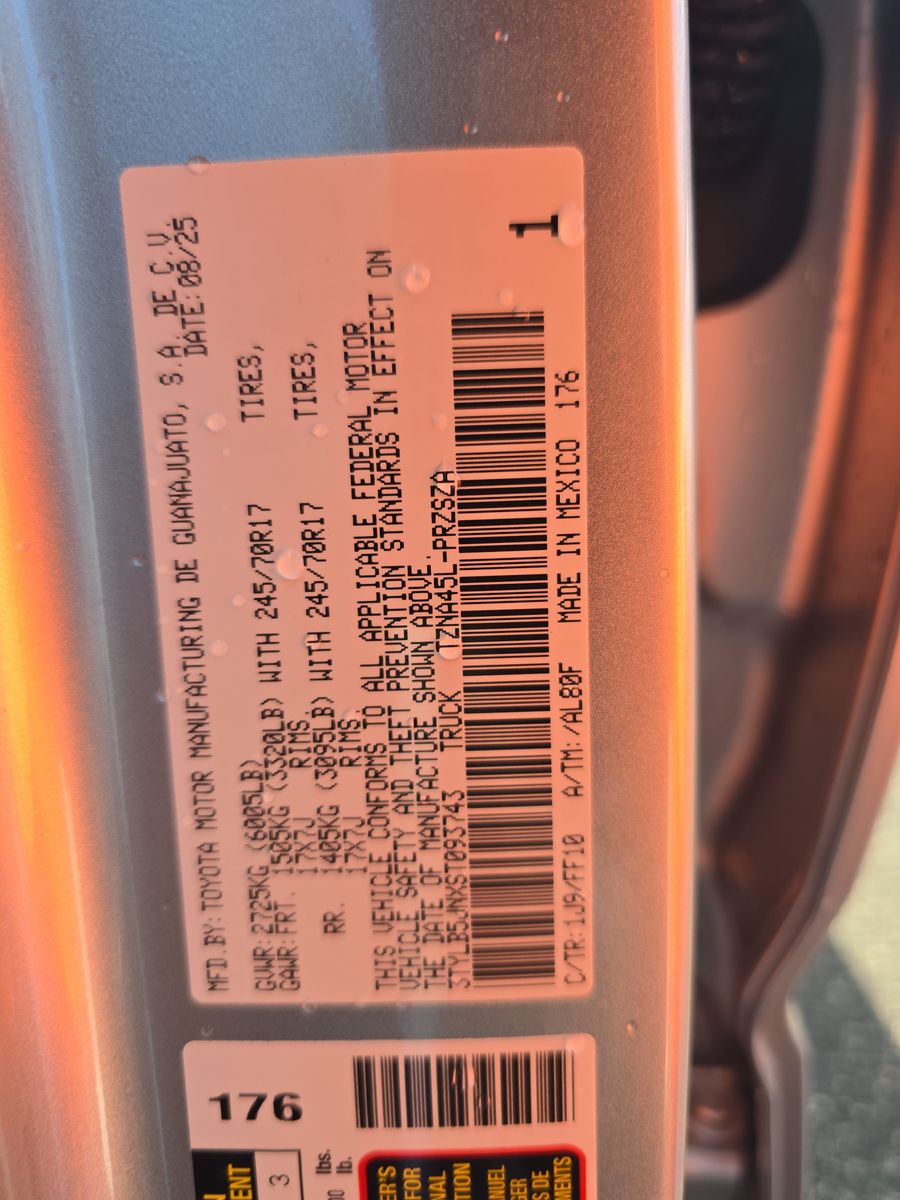 MFD.BY:TOYOTA MOTOR MANUFACTURING DE GUANAJUATO, S.A. DE C.V.
DATE:08/25
GVWR:2725KG (6005LB)
GAWR:FRT. 1505KG (3320LB) WITH 245/70R17 TIRES,
17X7J RIMS,
RR. 1405KG (3095LB) WITH 245/70R17 TIRES,
17X7J RIMS,
THIS VEHICLE CONFORMS TO ALL APPLICABLE FEDERAL MOTOR
VEHICLE SAFETY AND THEFT PREVENTION STANDARDS IN EFFECT ON
THE DATE OF MANUFACTURE SHOWN ABOVE.
3TYLB5JNXST093743 TRUCK TZNA45L-PRZSZA
1
C/TR:1J9/FF10 A/TM:/AL80F MADE IN MEXICO 176
176
3
lbs.
lb.